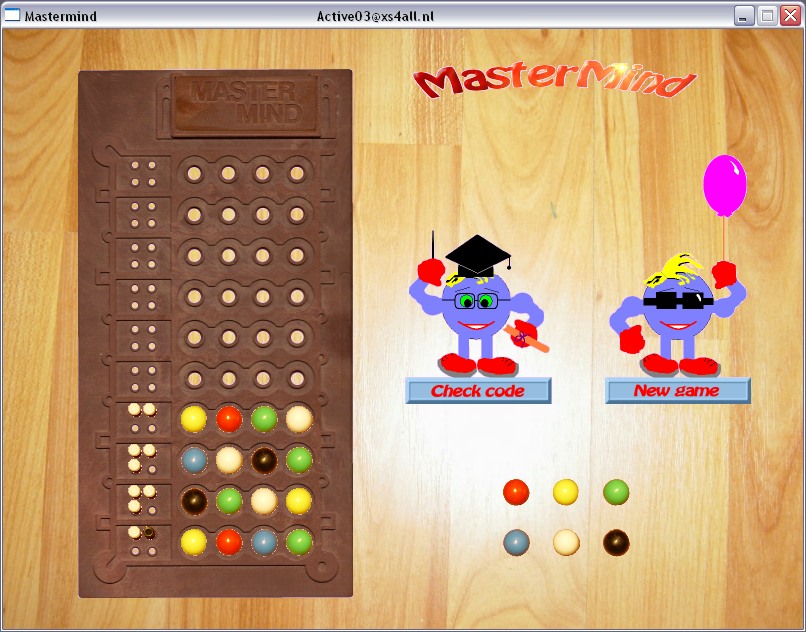 Mastermind
Active03@xs4all.nl
MasterMind
MASTER
MIND
Check code
New game